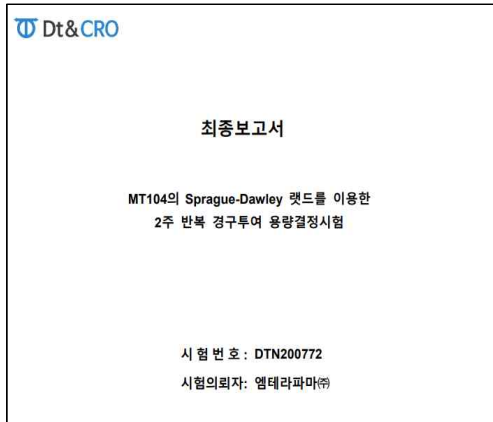 Dt&CRO
최종보고서
MT104의 Sprague-Dawley 랫드를 이용한
2주 반복 경구투여 용량결정시험
시 험 번 호 : DTN200772
시험의뢰자: 엠테라파마㈜